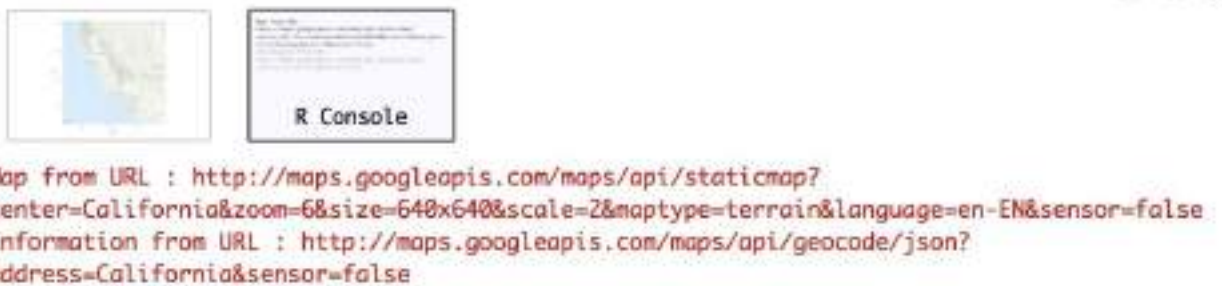 R Console
ap from URL : http://maps.googleapis.com/maps/api/staticmap?
enter=California&zoom=6&size=640x640&scale=2&maptype=terrain&language=en-EN&sensor=false
nformation from URL : http://maps.googleapis.com/maps/api/geocode/json?
ddress=California&sensor=false